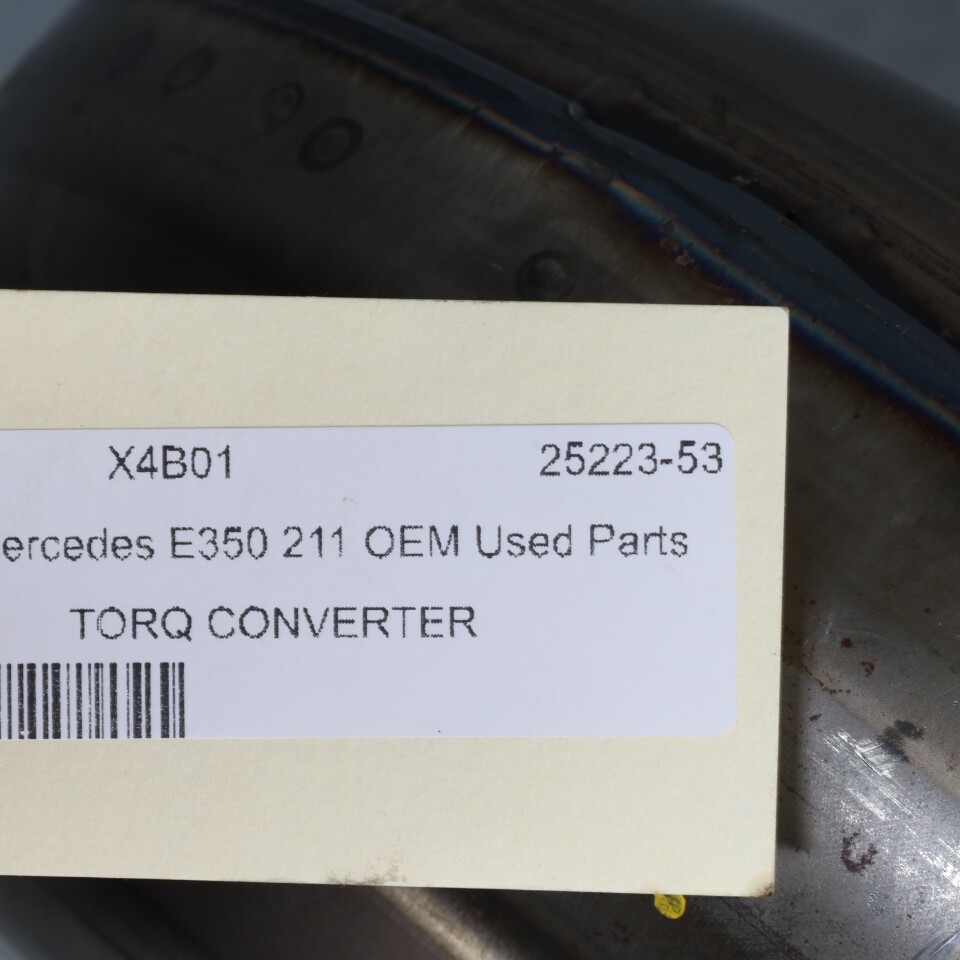 X4B01 25223-53
ercedes E350 211 OEM Used Parts
TORQ CONVERTER